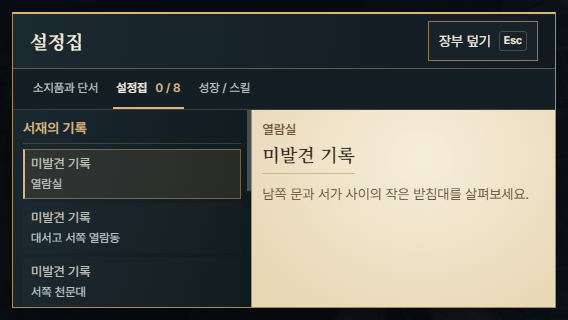 설정집
장부 덮기 Esc
소지품과 단서 설정집 0 / 8 성장 / 스킬
서재의 기록
미발견 기록
열람실
미발견 기록
대서고 서쪽 열람동
미발견 기록
서쪽 천문대
열람실
미발견 기록
남쪽 문과 서가 사이의 작은 받침대를 살펴보세요.